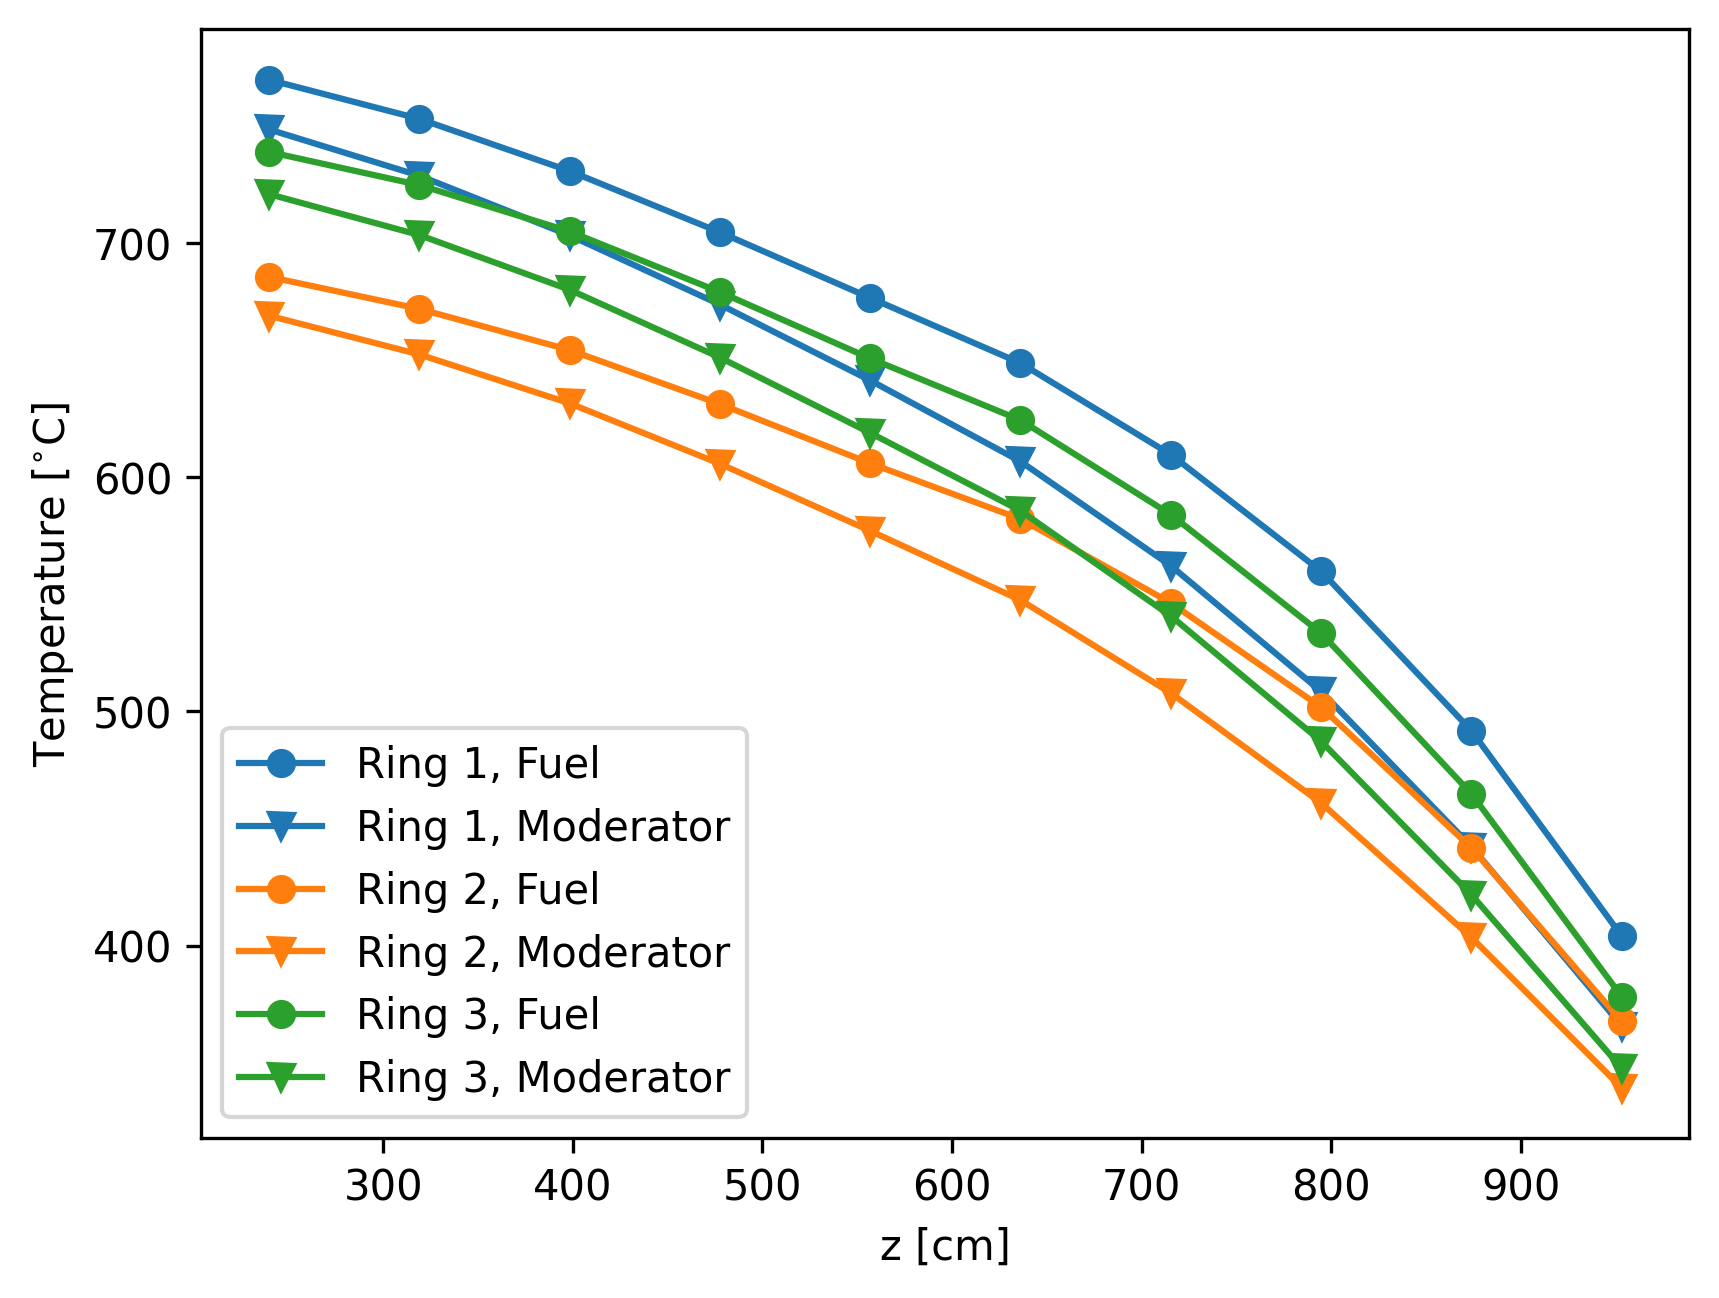 Temperature [°C]
700
600
500
400
Ring 1, Fuel
Ring 1, Moderator
Ring 2, Fuel
Ring 2, Moderator
Ring 3, Fuel
Ring 3, Moderator
300 400 500 600 700 800 900
z [cm]